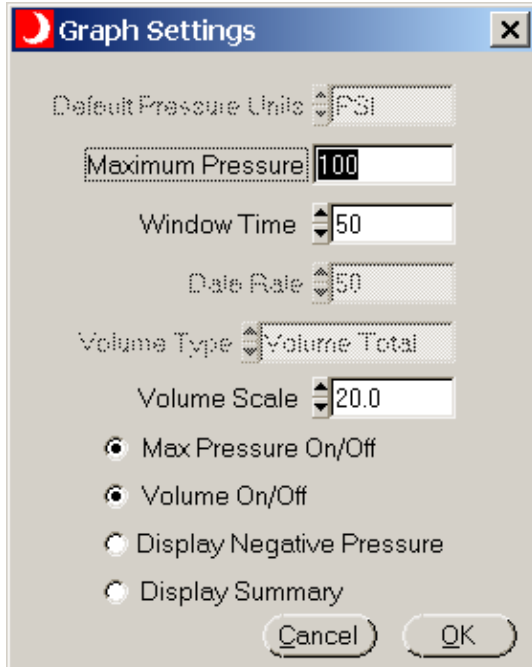 Graph Settings
Default Pressure Units PSI
Maximum Pressure 100
Window Time 50
Date Rate 50
Volume Type Volume Total
Volume Scale 20.0
Max Pressure On/Off
Volume On/Off
Display Negative Pressure
Display Summary
Cancel OK